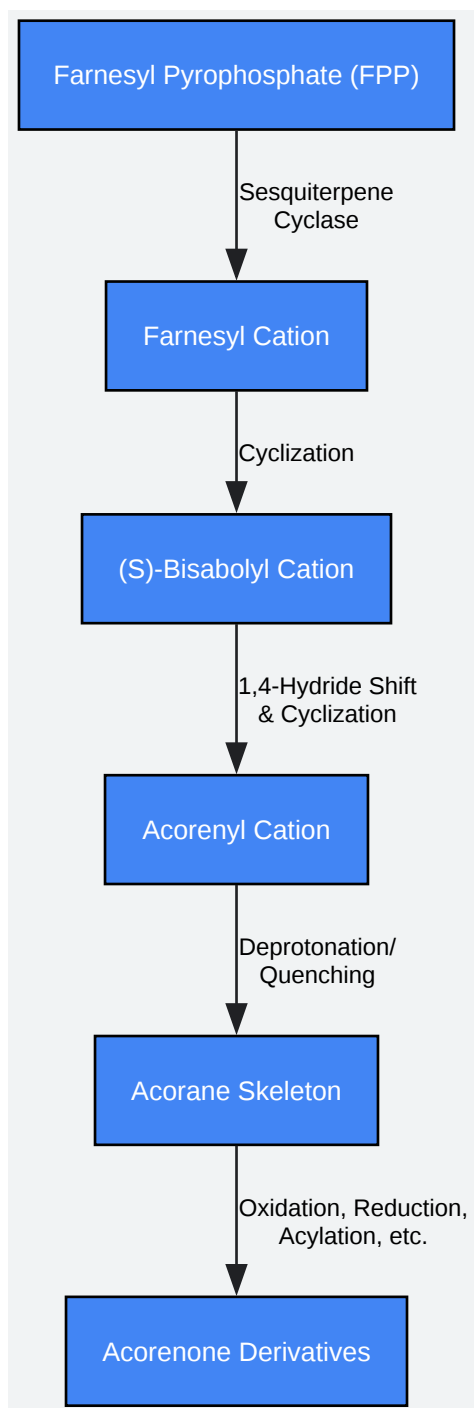 Farnesyl Pyrophosphate (FPP)
Sesquiterpene
Cyclase
Farnesyl Cation
Cyclization
(S)-Bisabolyl Cation
1,4-Hydride Shift
& Cyclization
Acorenyl Cation
Deprotonation/
Quenching
Acorane Skeleton
Oxidation, Reduction,
Acylation, etc.
Acorenone Derivatives